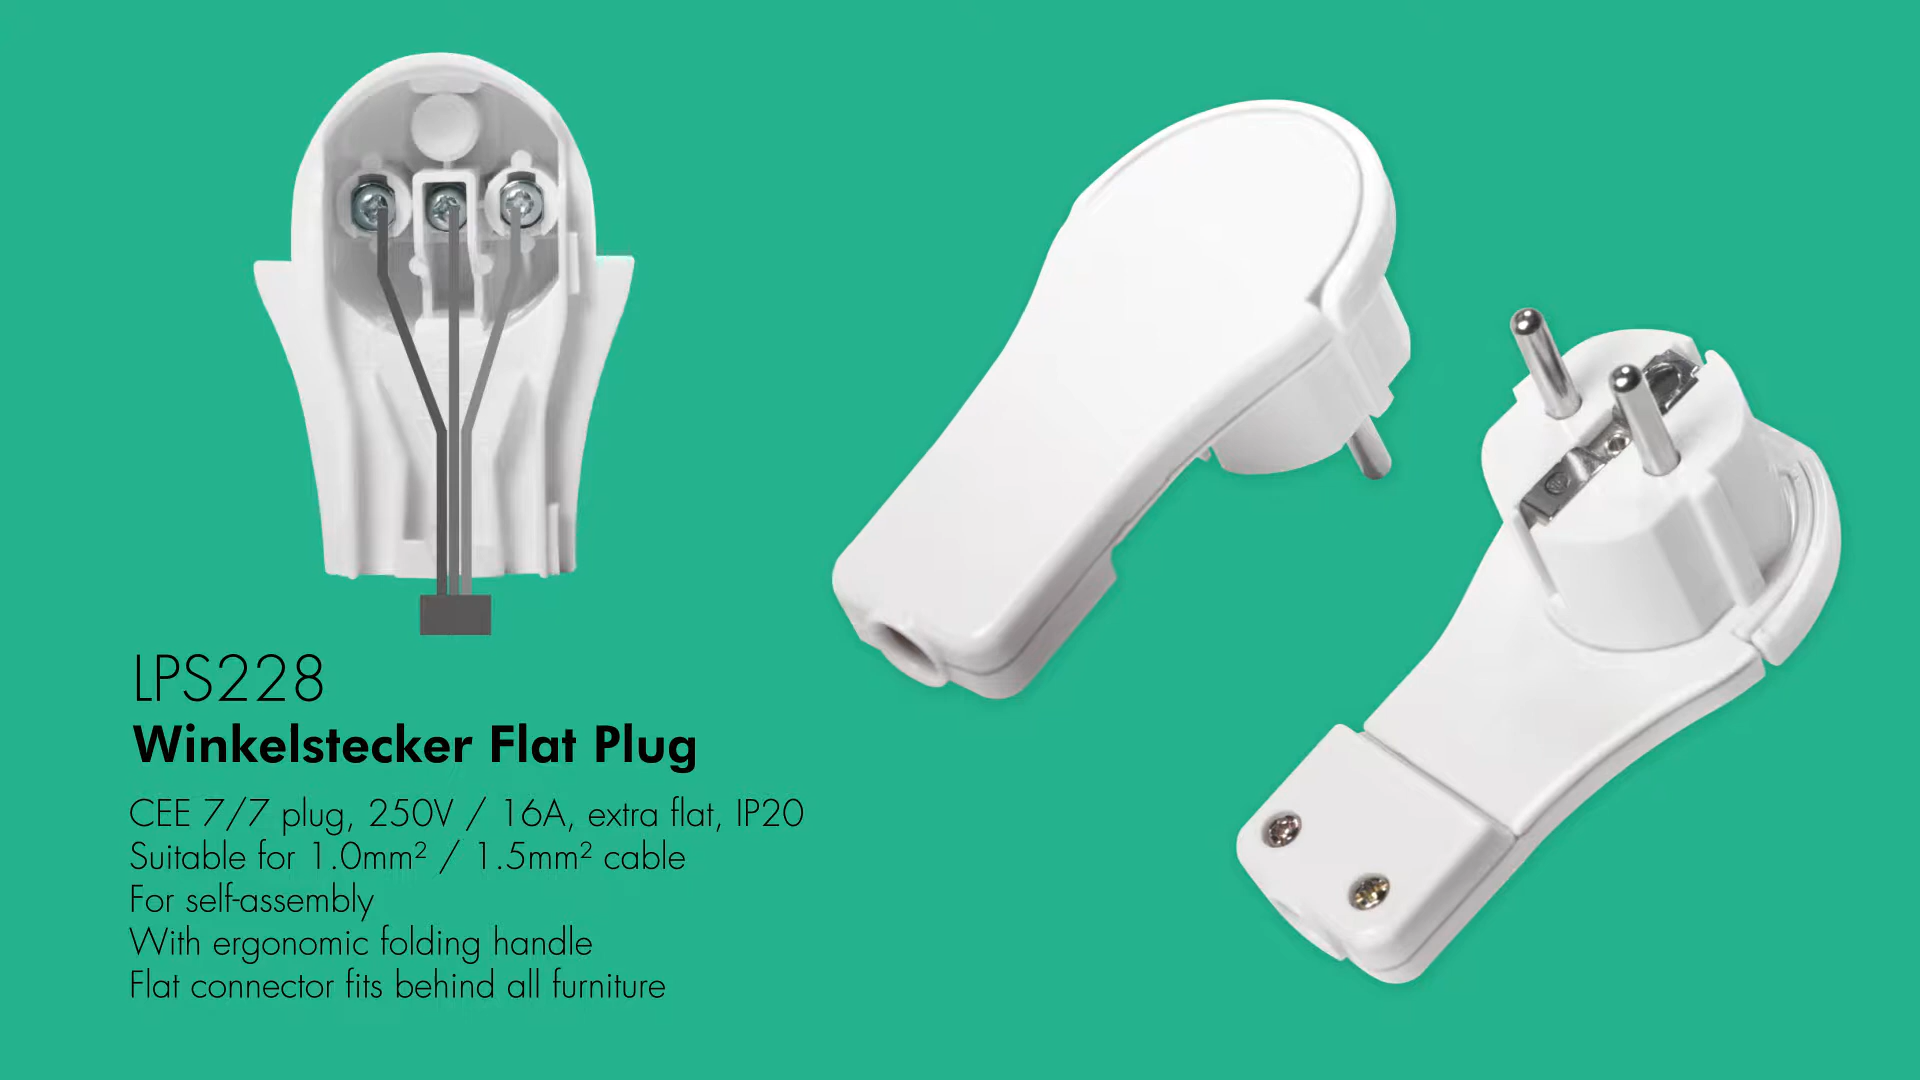 LPS228
Winkelstecker Flat Plug
CEE 7/7 plug, 250V / 16A, extra flat, IP20
Suitable for 1.0mm² / 1.5mm² cable
For self-assembly
With ergonomic folding handle
Flat connector fits behind all furniture